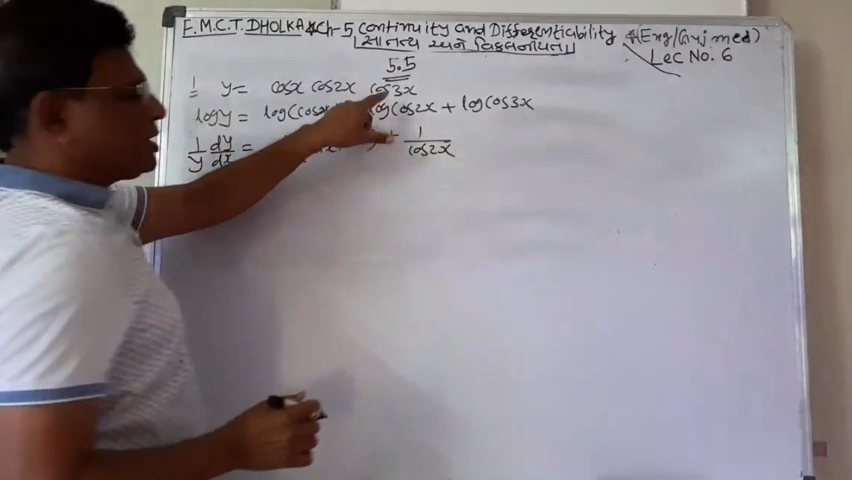 F.M.C.T. DHOLKA Ch-5 Continuity and Differentiability (Eng/Guj med)
સાતત્ય અને વિકલનીયતા Lec No. 6
5.5
1 y = cosx cos2x cos3x
logy = log(cosx log cos2x + log cos3x
1/y dy/dx = + 1/cos2x